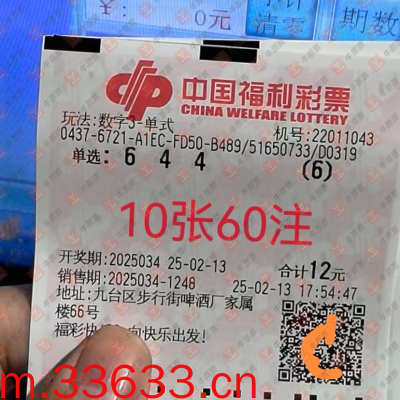 ¥: 0元
清零
期数
中国福利彩票
CHINA WELFARE LOTTERY
玩法:数字3-单式 机号:22011043
0437-6721-A1EC-FD50-B489/51650733/D0319
单选: 6 4 4 (6)
10张60注
开奖期:2025034 25-02-13 合计12元
销售期:2025034-1248 25-02-13 17:54:47
地址:九台区步行街啤酒厂家属
楼66号
福彩快 向快乐出发!
m.33633.cn